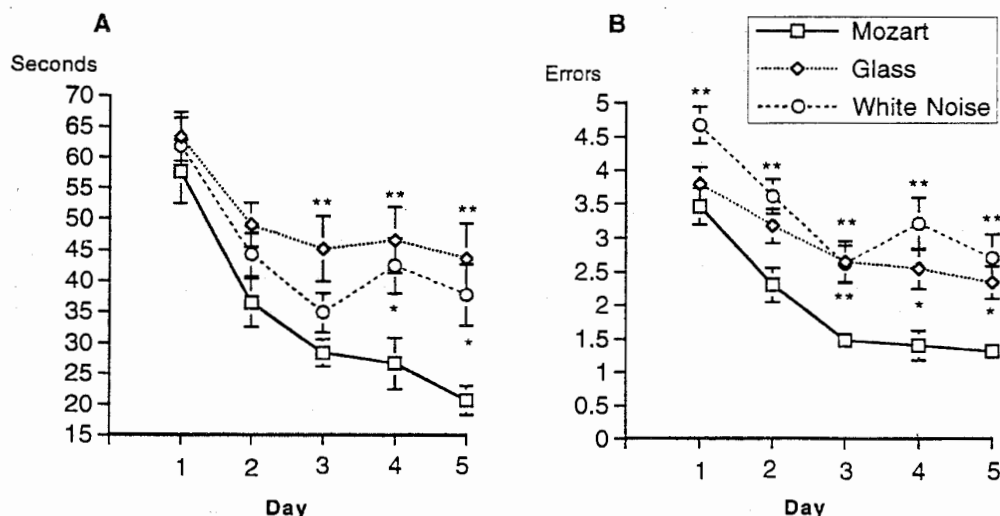 A
Seconds
70
65
60
55
50
45
40
35
30
25
20
15
** ** **
* *
1 2 3 4 5
Day
B
Errors
Mozart
Glass
White Noise
5
4.5
4
3.5
3
2.5
2
1.5
1
0.5
0
** ** ** ** **
** * *
1 2 3 4 5
Day